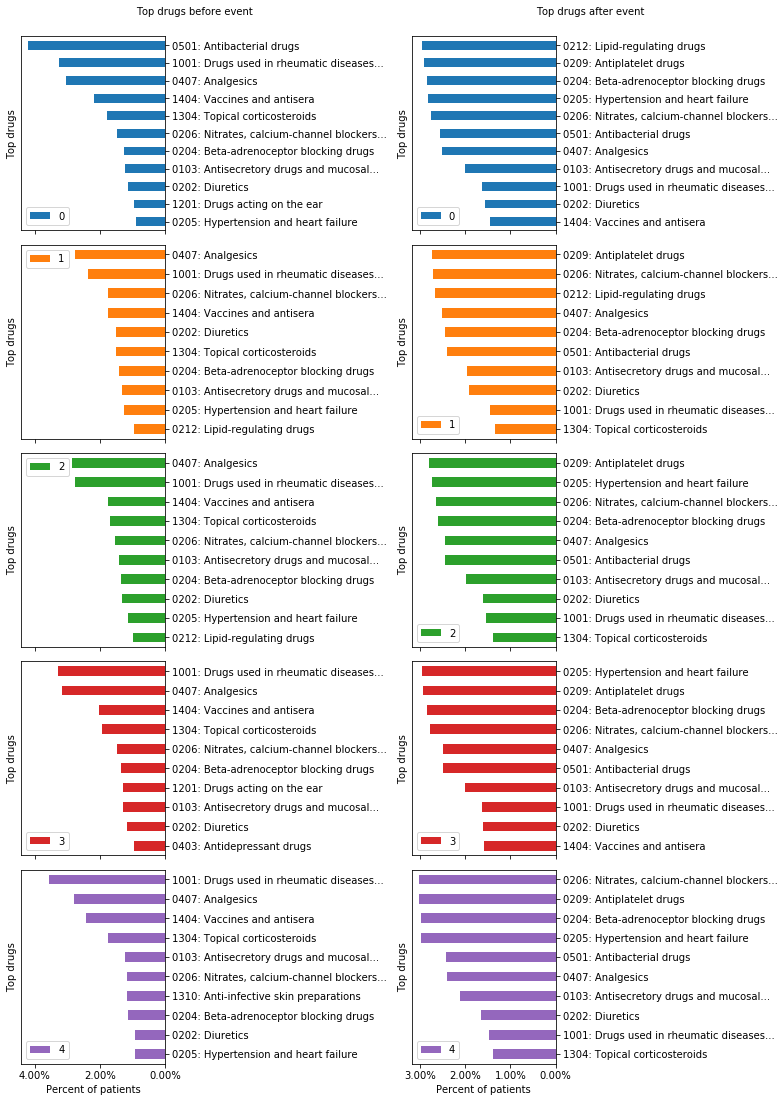 Top drugs before event
Top drugs
0501: Antibacterial drugs
1001: Drugs used in rheumatic diseases...
0407: Analgesics
1404: Vaccines and antisera
1304: Topical corticosteroids
0206: Nitrates, calcium-channel blockers...
0204: Beta-adrenoceptor blocking drugs
0103: Antisecretory drugs and mucosal...
0202: Diuretics
1201: Drugs acting on the ear
0205: Hypertension and heart failure
0
Top drugs after event
Top drugs
0212: Lipid-regulating drugs
0209: Antiplatelet drugs
0204: Beta-adrenoceptor blocking drugs
0205: Hypertension and heart failure
0206: Nitrates, calcium-channel blockers...
0501: Antibacterial drugs
0407: Analgesics
0103: Antisecretory drugs and mucosal...
1001: Drugs used in rheumatic diseases...
0202: Diuretics
1404: Vaccines and antisera
0
Top drugs
1
0407: Analgesics
1001: Drugs used in rheumatic diseases...
0206: Nitrates, calcium-channel blockers...
1404: Vaccines and antisera
0202: Diuretics
1304: Topical corticosteroids
0204: Beta-adrenoceptor blocking drugs
0103: Antisecretory drugs and mucosal...
0205: Hypertension and heart failure
0212: Lipid-regulating drugs
Top drugs
0209: Antiplatelet drugs
0206: Nitrates, calcium-channel blockers...
0212: Lipid-regulating drugs
0407: Analgesics
0204: Beta-adrenoceptor blocking drugs
0501: Antibacterial drugs
0103: Antisecretory drugs and mucosal...
0202: Diuretics
1001: Drugs used in rheumatic diseases...
1304: Topical corticosteroids
1
Top drugs
2
0407: Analgesics
1001: Drugs used in rheumatic diseases...
1404: Vaccines and antisera
1304: Topical corticosteroids
0206: Nitrates, calcium-channel blockers...
0103: Antisecretory drugs and mucosal...
0204: Beta-adrenoceptor blocking drugs
0202: Diuretics
0205: Hypertension and heart failure
0212: Lipid-regulating drugs
Top drugs
0209: Antiplatelet drugs
0205: Hypertension and heart failure
0206: Nitrates, calcium-channel blockers...
0204: Beta-adrenoceptor blocking drugs
0407: Analgesics
0501: Antibacterial drugs
0103: Antisecretory drugs and mucosal...
0202: Diuretics
1001: Drugs used in rheumatic diseases...
1304: Topical corticosteroids
2
Top drugs
1001: Drugs used in rheumatic diseases...
0407: Analgesics
1404: Vaccines and antisera
1304: Topical corticosteroids
0206: Nitrates, calcium-channel blockers...
0204: Beta-adrenoceptor blocking drugs
1201: Drugs acting on the ear
0103: Antisecretory drugs and mucosal...
0202: Diuretics
0403: Antidepressant drugs
3
Top drugs
0205: Hypertension and heart failure
0209: Antiplatelet drugs
0204: Beta-adrenoceptor blocking drugs
0206: Nitrates, calcium-channel blockers...
0407: Analgesics
0501: Antibacterial drugs
0103: Antisecretory drugs and mucosal...
1001: Drugs used in rheumatic diseases...
0202: Diuretics
1404: Vaccines and antisera
3
Top drugs
1001: Drugs used in rheumatic diseases...
0407: Analgesics
1404: Vaccines and antisera
1304: Topical corticosteroids
0103: Antisecretory drugs and mucosal...
0206: Nitrates, calcium-channel blockers...
1310: Anti-infective skin preparations
0204: Beta-adrenoceptor blocking drugs
0202: Diuretics
0205: Hypertension and heart failure
4
4.00% 2.00% 0.00%
Percent of patients
Top drugs
0206: Nitrates, calcium-channel blockers...
0209: Antiplatelet drugs
0204: Beta-adrenoceptor blocking drugs
0205: Hypertension and heart failure
0501: Antibacterial drugs
0407: Analgesics
0103: Antisecretory drugs and mucosal...
0202: Diuretics
1001: Drugs used in rheumatic diseases...
1304: Topical corticosteroids
4
3.00% 2.00% 1.00% 0.00%
Percent of patients